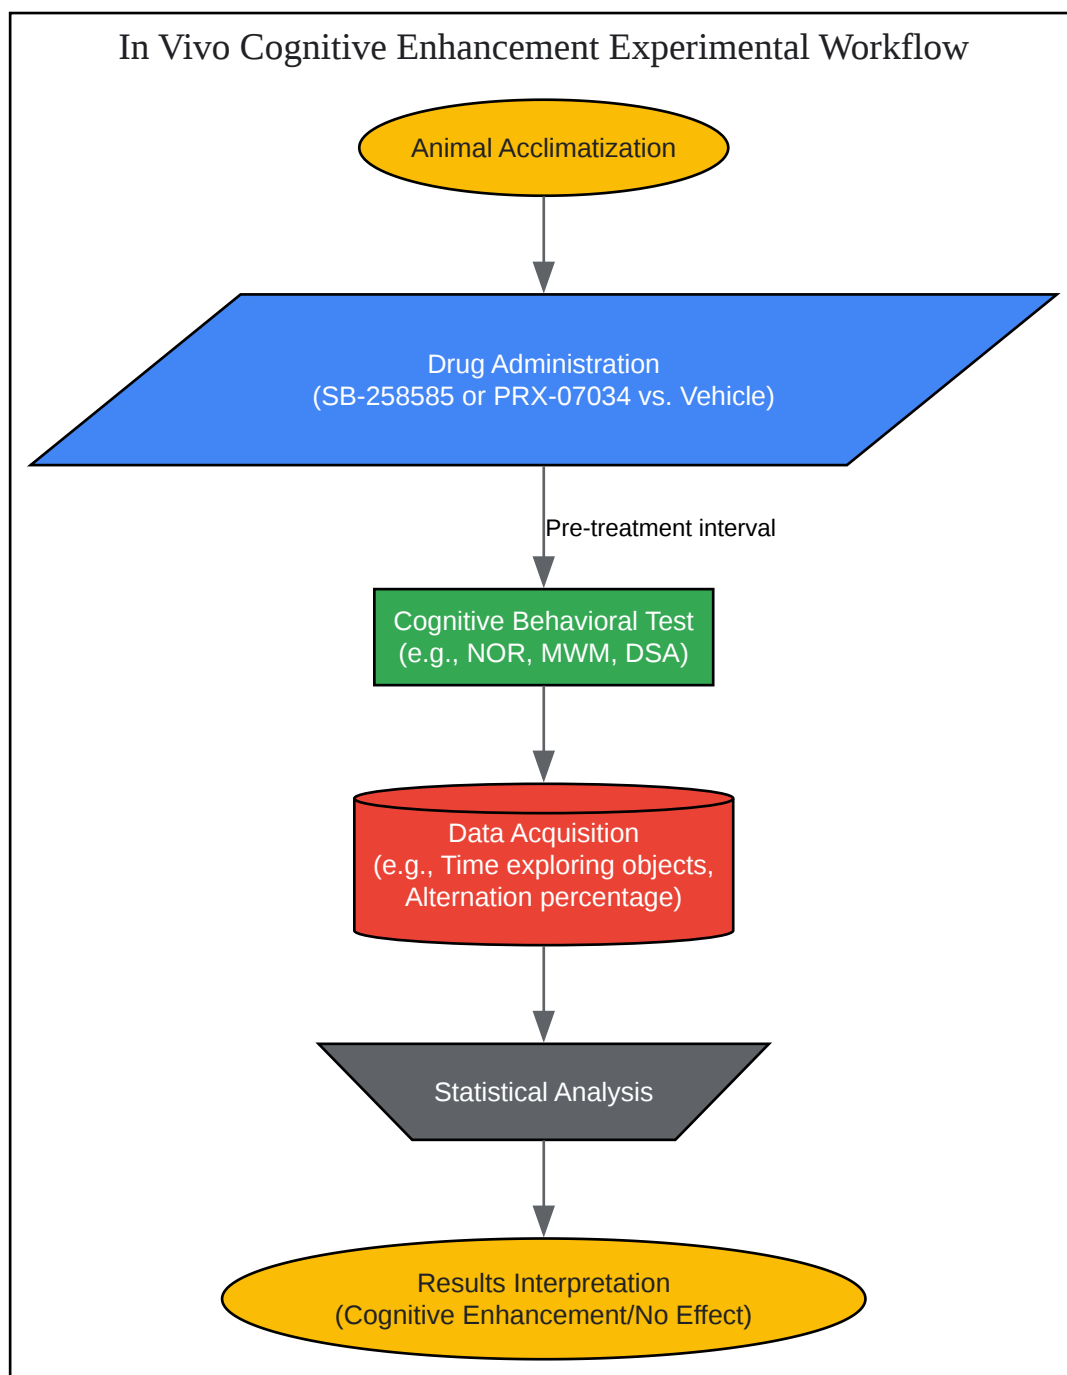 In Vivo Cognitive Enhancement Experimental Workflow
Animal Acclimatization
Drug Administration
(SB-258585 or PRX-07034 vs. Vehicle)
Pre-treatment interval
Cognitive Behavioral Test
(e.g., NOR, MWM, DSA)
Data Acquisition
(e.g., Time exploring objects,
Alternation percentage)
Statistical Analysis
Results Interpretation
(Cognitive Enhancement/No Effect)